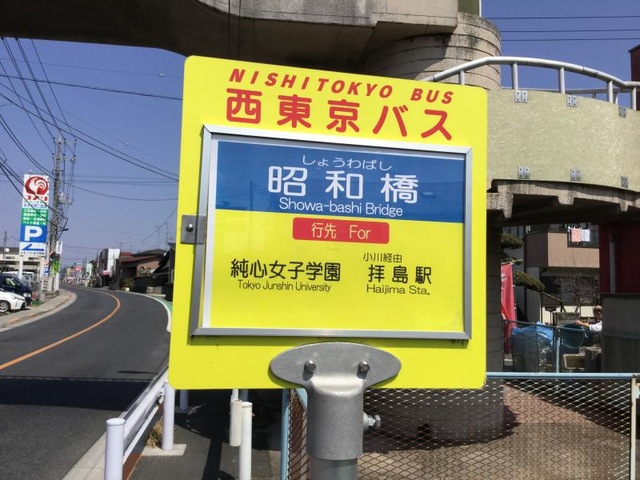 NISHITOKYO BUS
西東京バス
しょうわばし
昭和橋
Showa-bashi Bridge
行先 For
純心女子学園
Tokyo Junshin University
小川経由
拝島駅
Haijima Sta.
P